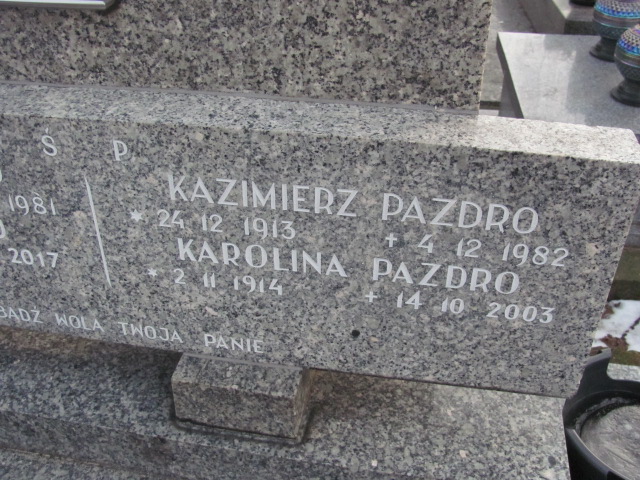 Ś P
1981
2017
KAZIMIERZ PAZDRO
* 24 12 1913 + 4 12 1982
KAROLINA PAZDRO
* 2 11 1914 + 14 10 2003
WOLA TWOJA PANIE